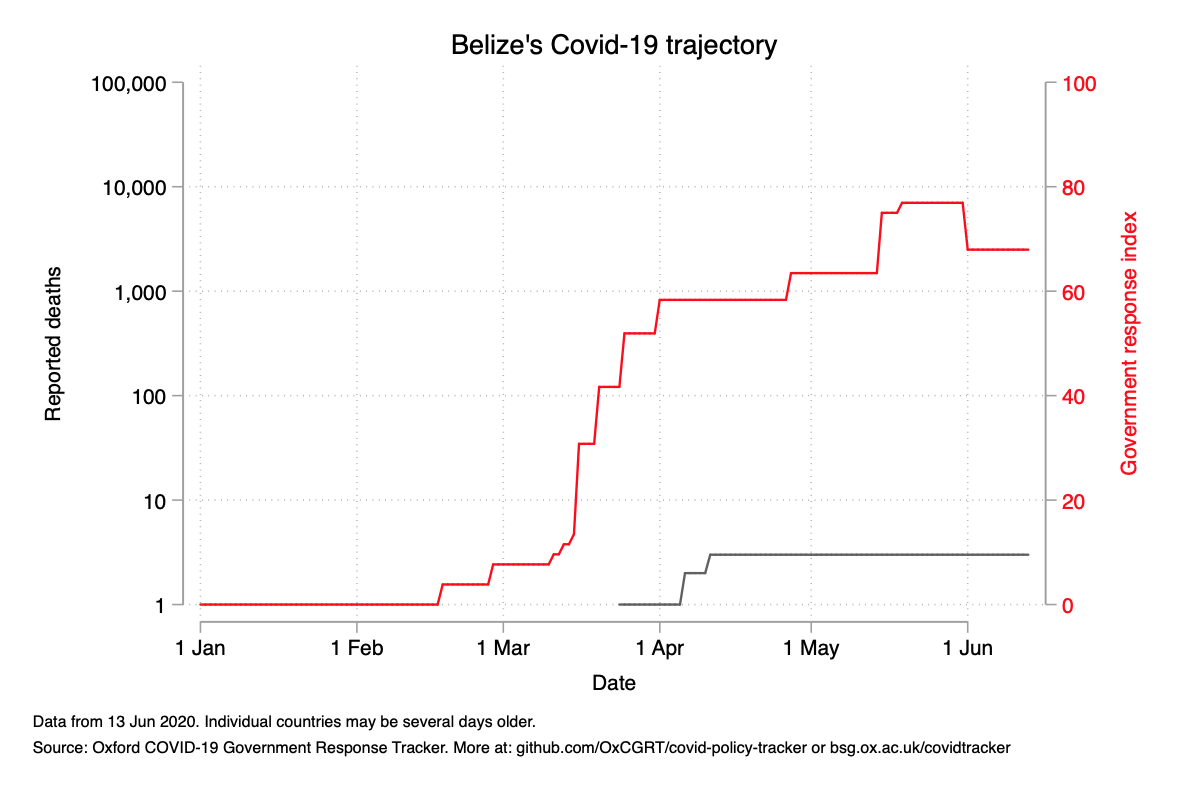 Belize's Covid-19 trajectory
100,000
10,000
1,000
100
10
1
Reported deaths
100
80
60
40
20
0
Government response index
1 Jan
1 Feb
1 Mar
1 Apr
1 May
1 Jun
Date
Data from 13 Jun 2020. Individual countries may be several days older.
Source: Oxford COVID-19 Government Response Tracker. More at: github.com/OxCGRT/covid-policy-tracker or bsg.ox.ac.uk/covidtracker